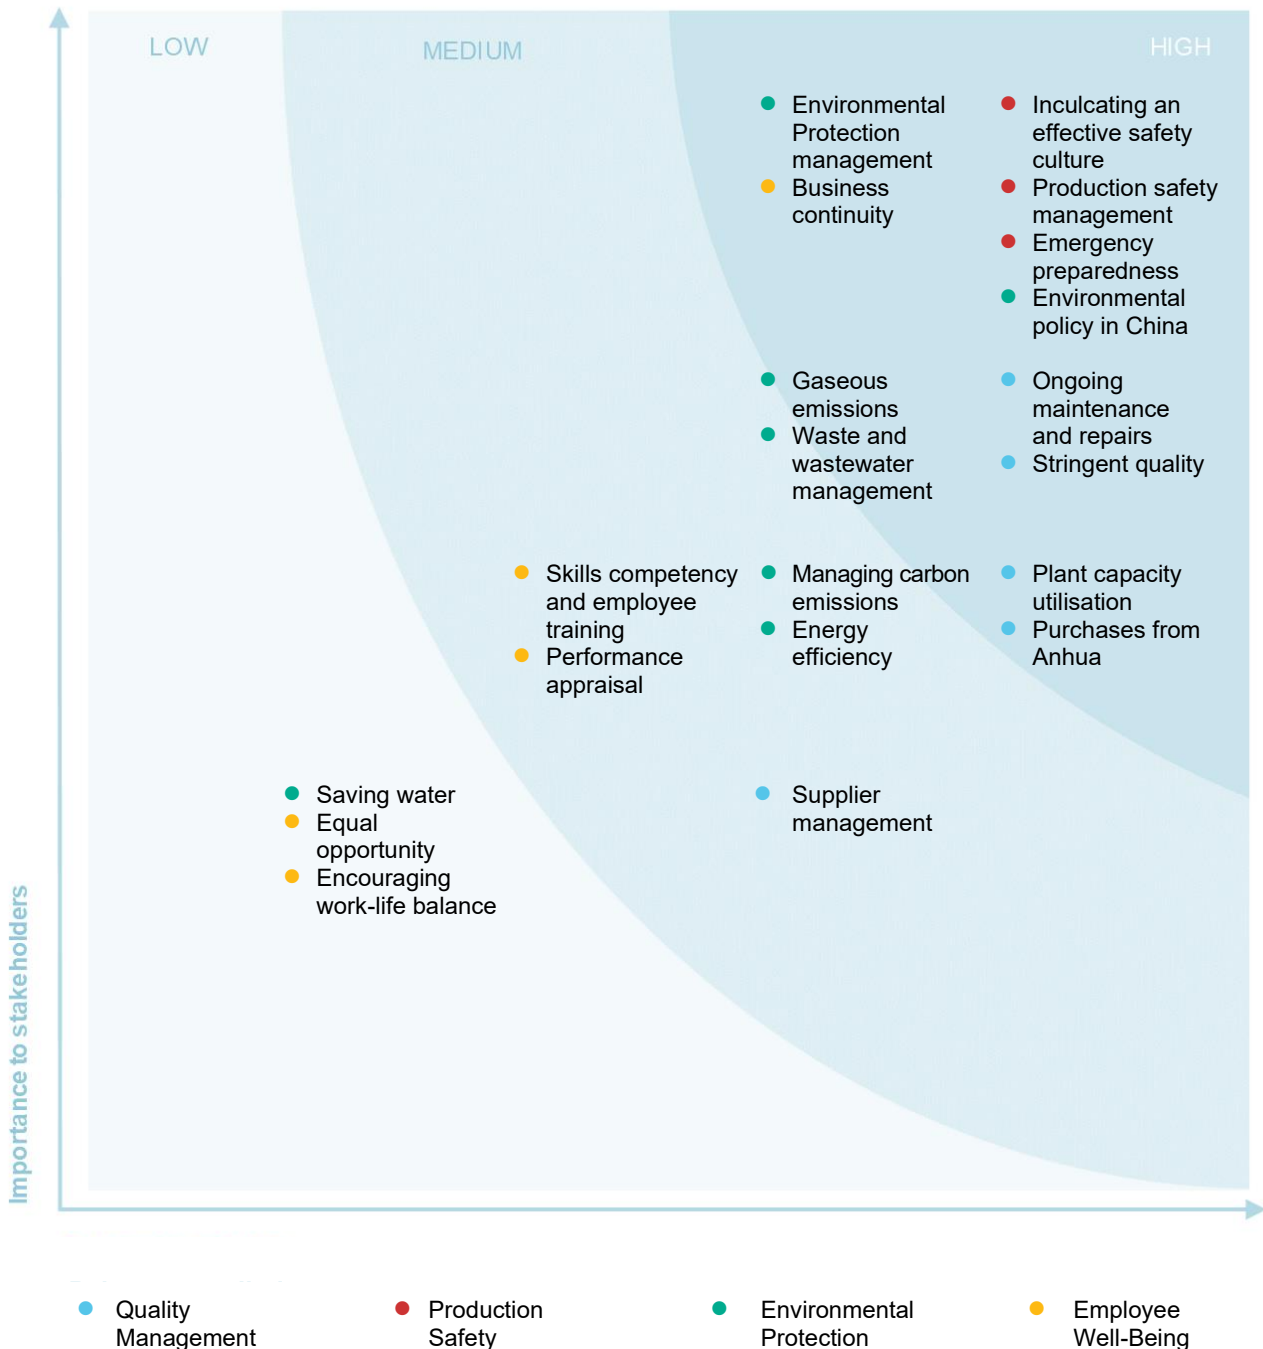 LOW
MEDIUM
HIGH
Environmental
Protection
management
Business
continuity
Inculcating an
effective safety
culture
Production safety
management
Emergency
preparedness
Environmental
policy in China
Gaseous
emissions
Waste and
wastewater
management
Ongoing
maintenance
and repairs
Stringent quality
Skills competency
and employee
training
Performance
appraisal
Managing carbon
emissions
Energy
efficiency
Plant capacity
utilisation
Purchases from
Anhua
Saving water
Equal
opportunity
Encouraging
work-life balance
Supplier
management
Importance to stakeholders
Quality
Management
Production
Safety
Environmental
Protection
Employee
Well-Being